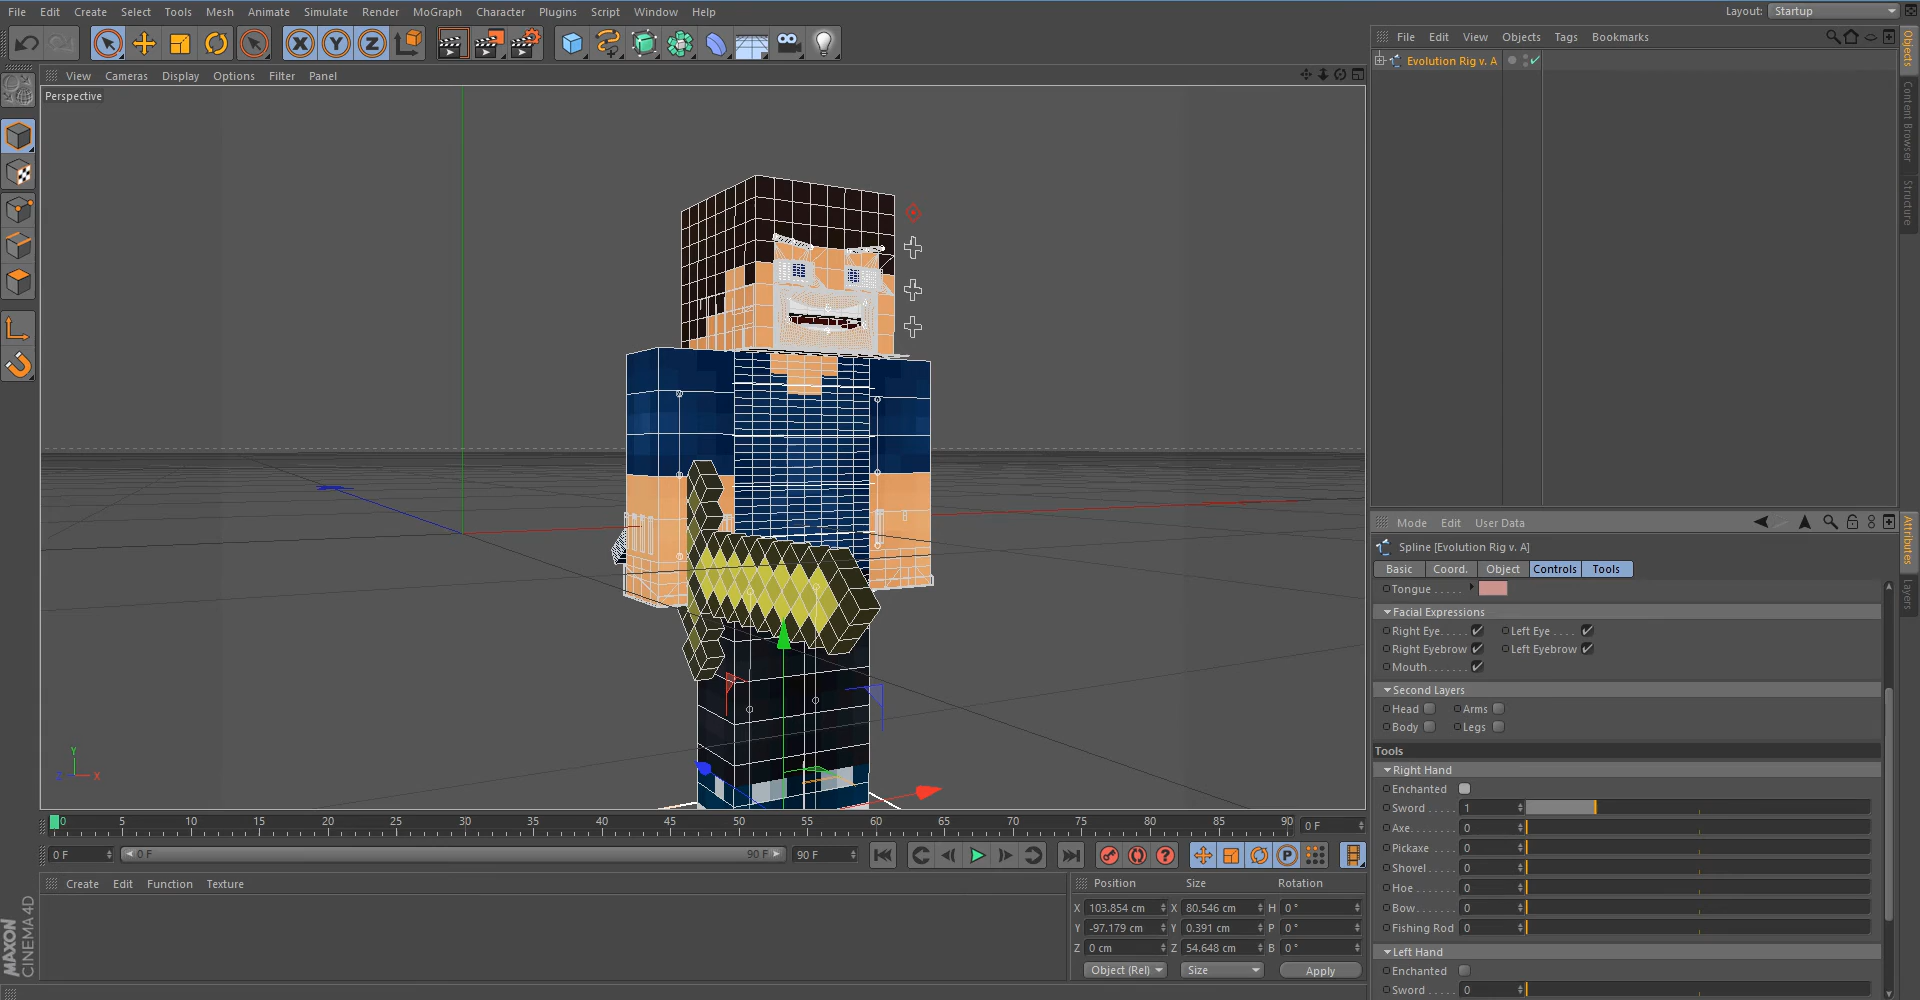 File Edit Create Select Tools Mesh Animate Simulate Render MoGraph Character Plugins Script Window Help
Layout: Startup
X Y Z
File Edit View Objects Tags Bookmarks
Evolution Rig v. A
Objects
Content Browser
Structure
View Cameras Display Options Filter Panel
Perspective
Y
Z X
Mode Edit User Data
Spline [Evolution Rig v. A]
Basic Coord. Object Controls Tools
Attributes
Layers
Tongue
Facial Expressions
Right Eye Left Eye
Right Eyebrow Left Eyebrow
Mouth
Second Layers
Head Arms
Body Legs
Tools
Right Hand
Enchanted
Sword 1
Axe 0
Pickaxe 0
Shovel 0
Hoe 0
Bow 0
Fishing Rod 0
Left Hand
Enchanted
Sword 0
0 5 10 15 20 25 30 35 40 45 50 55 60 65 70 75 80 85 90 0 F
0 F 0 F 90 F 90 F
Create Edit Function Texture
Position Size Rotation
X 103.854 cm X 80.546 cm H 0 °
Y -97.179 cm Y 0.391 cm P 0 °
Z 0 cm Z 54.648 cm B 0 °
Object (Rel) Size Apply
MAXON
CINEMA 4D